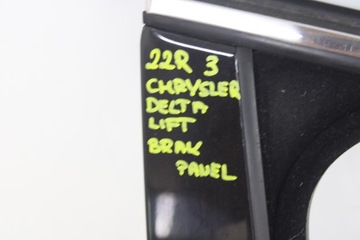 22R 3
CHRYSLER
DELTA
LIFT
BRAK
PANEL